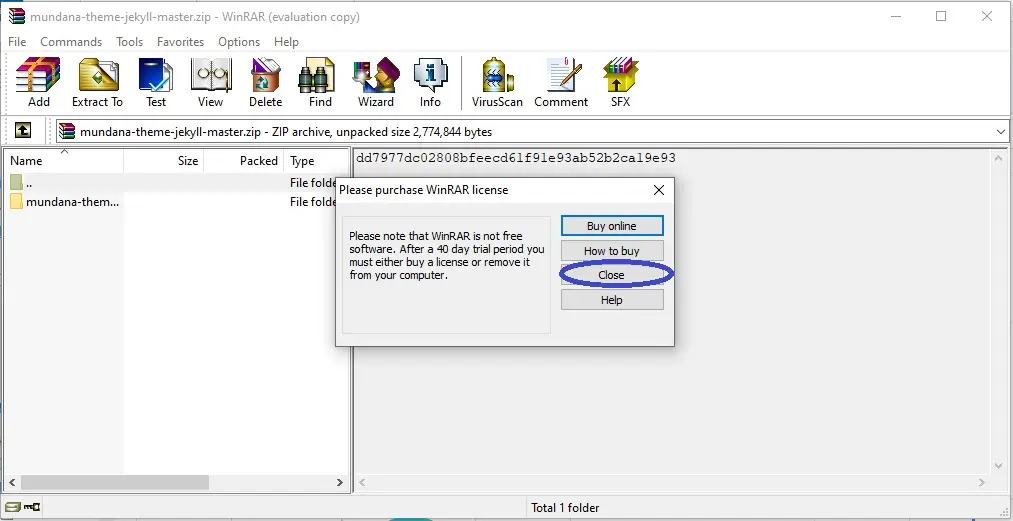 mundana-theme-jekyll-master.zip - WinRAR (evaluation copy)
File Commands Tools Favorites Options Help
Add Extract To Test View Delete Find Wizard Info VirusScan Comment SFX
mundana-theme-jekyll-master.zip - ZIP archive, unpacked size 2,774,844 bytes
Name Size Packed Type
dd7977dc02808bfeecd61f91e93ab52b2ca19e93
.. File folde
mundana-them... File folde
Please purchase WinRAR license
Please note that WinRAR is not free
software. After a 40 day trial period you
must either buy a license or remove it
from your computer.
Buy online
How to buy
Close
Help
Total 1 folder